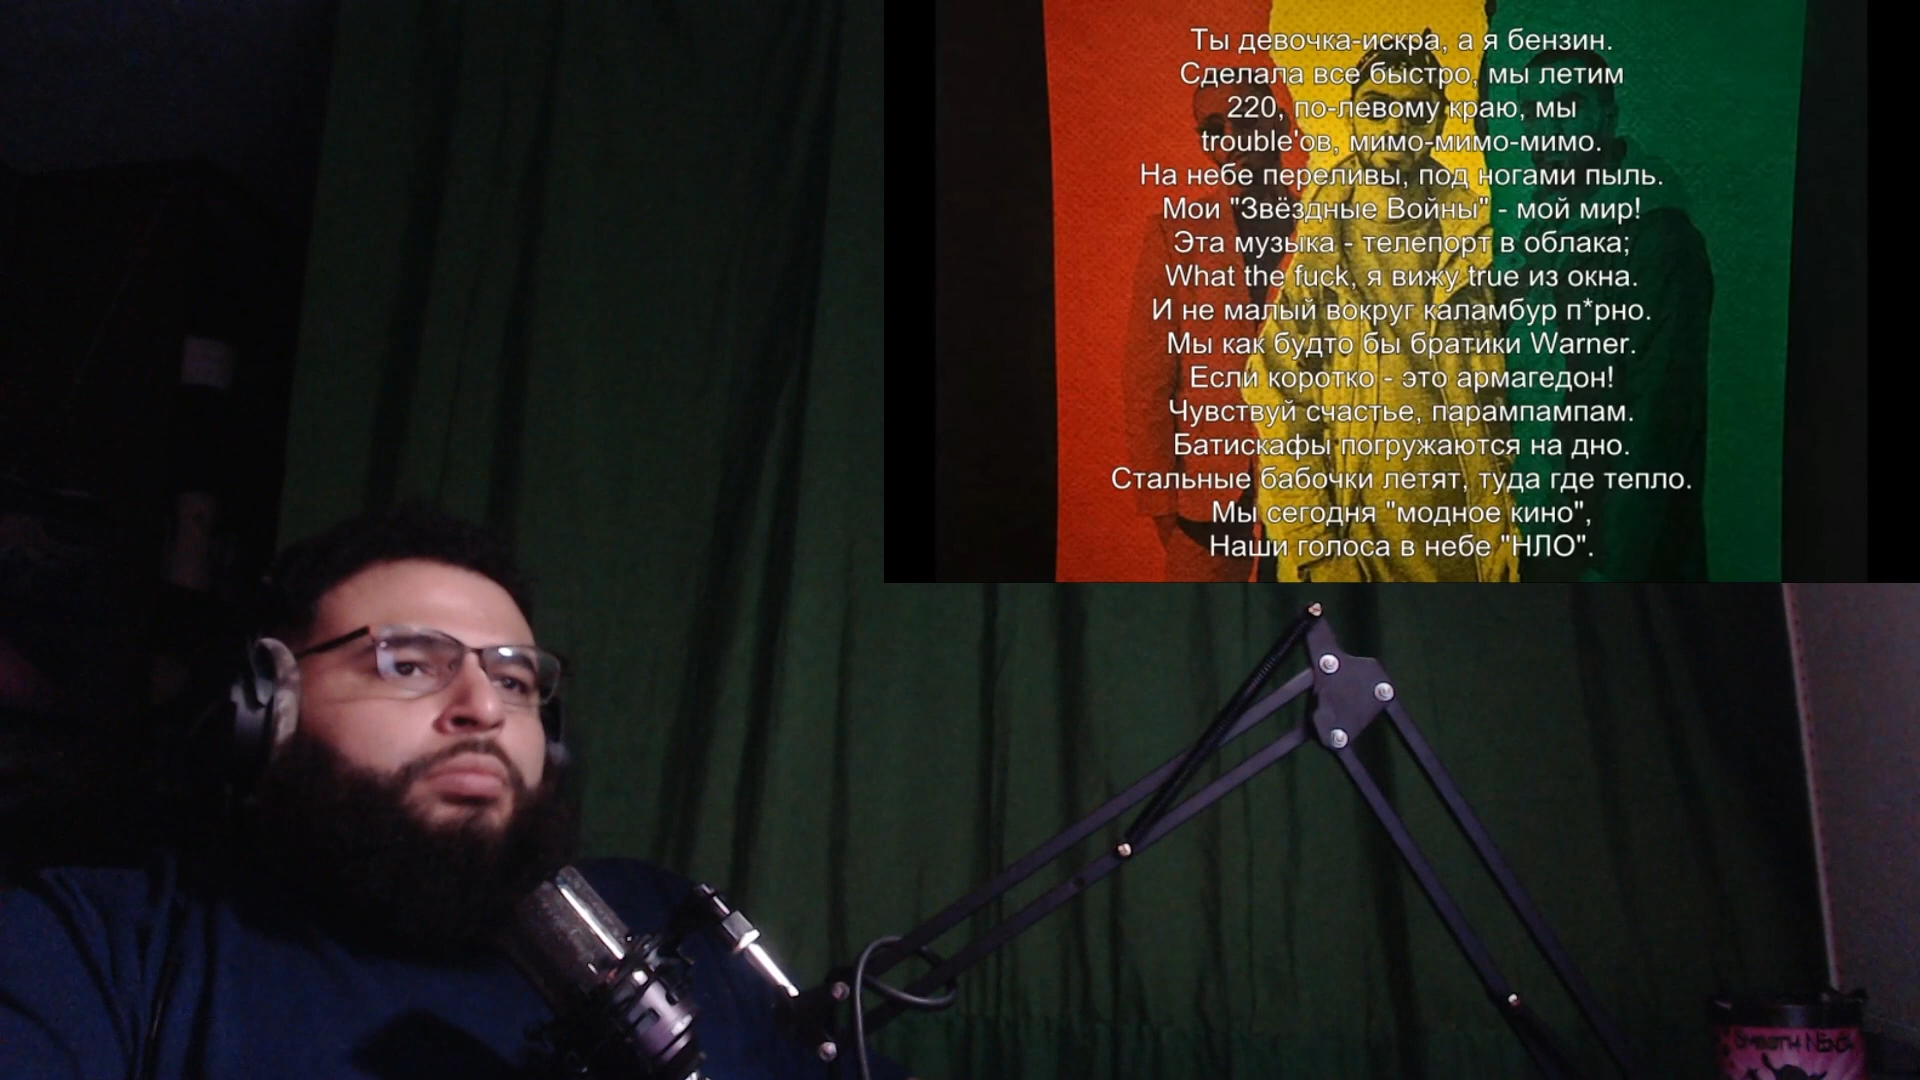 Ты девочка-искра, а я бензин.
Сделала все быстро, мы летим
220, по-левому краю, мы
trouble'ов, мимо-мимо-мимо.
На небе переливы, под ногами пыль.
Мои "Звёздные Войны" - мой мир!
Эта музыка - телепорт в облака;
What the fuck, я вижу true из окна.
И не малый вокруг каламбур п*рно.
Мы как будто бы братики Warner.
Если коротко - это армагедон!
Чувствуй счастье, парампампам.
Батискафы погружаются на дно.
Стальные бабочки летят, туда где тепло.
Мы сегодня "модное кино",
Наши голоса в небе "НЛО".